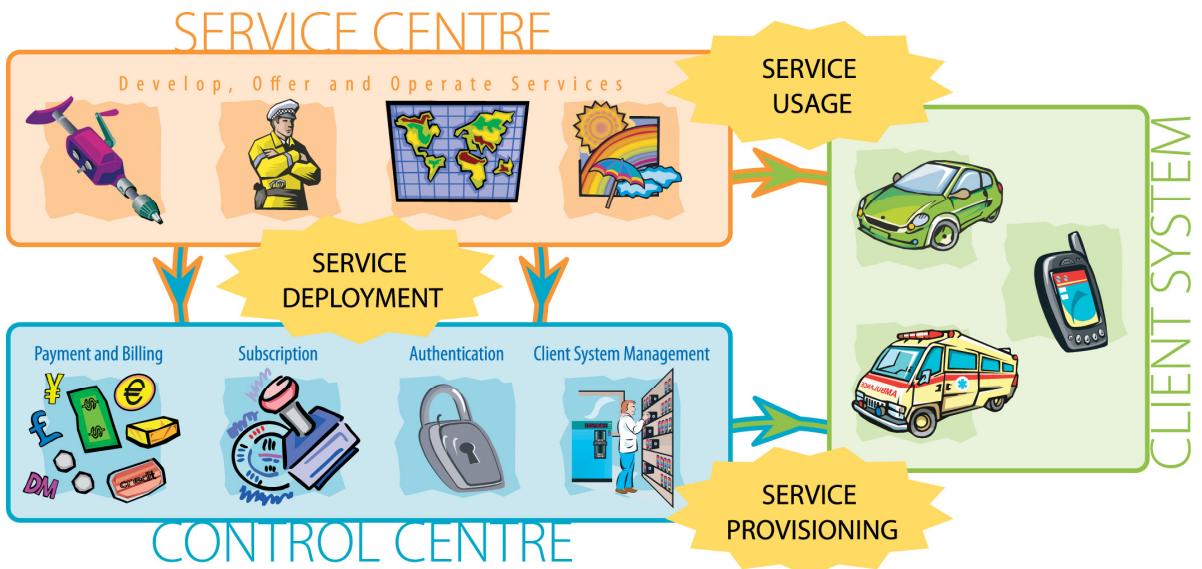 SERVICE CENTRE
Develop, Offer and Operate Services
SERVICE
USAGE
SERVICE
DEPLOYMENT
CLIENT SYSTEM
Payment and Billing
Subscription
Authentication
Client System Management
¥
€
$
$
£
DM
credit
AMBULANCE
SERVICE
PROVISIONING
CONTROL CENTRE